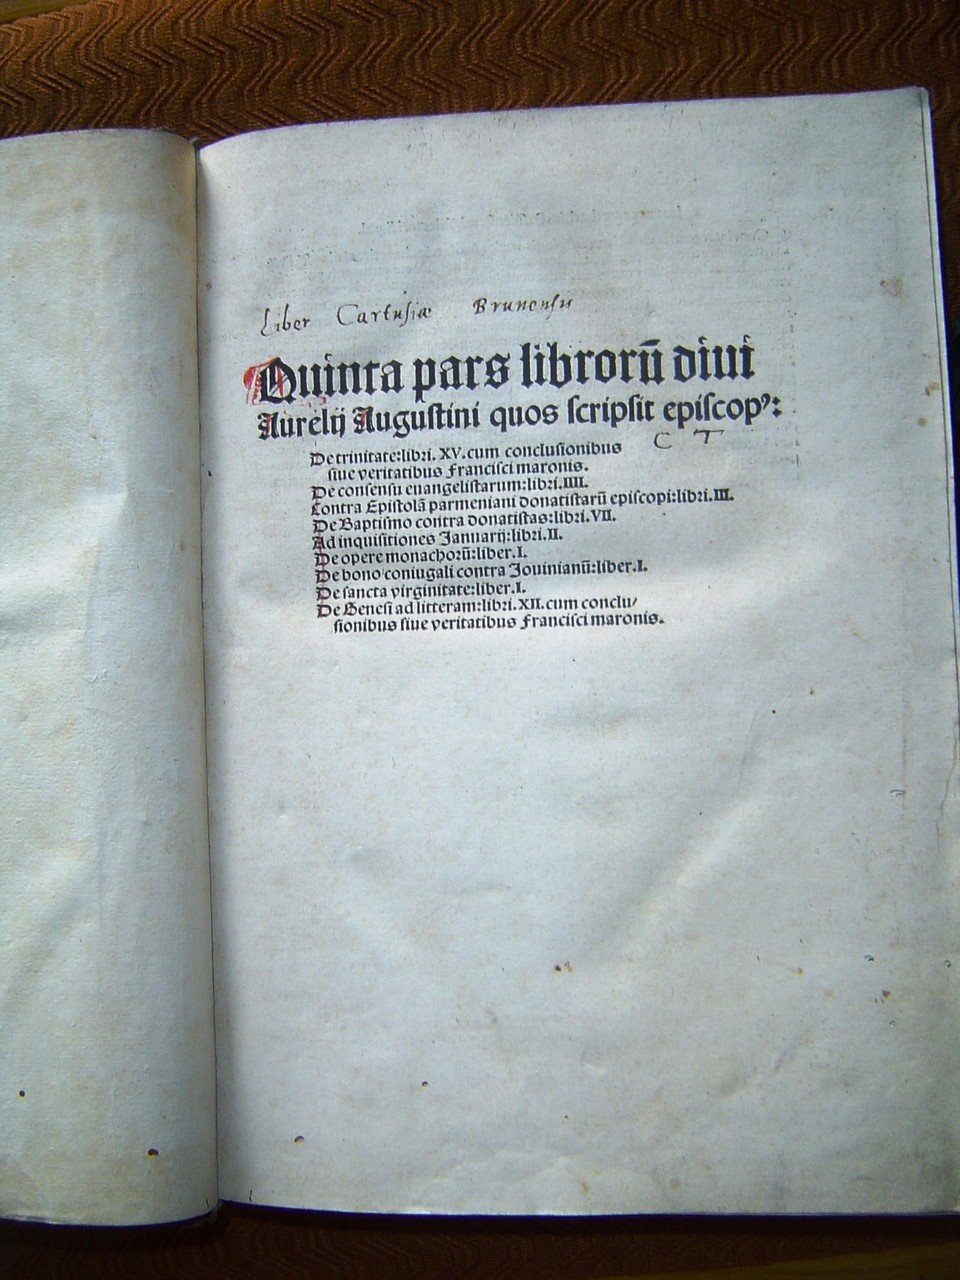 Liber Cartusiæ Brunensis
Quinta pars librorū diui
Aurelij Augustini quos scripsit episcopꝰ:
C T
De trinitate:libri. XV.cum conclusionibus
siue veritatibus Francisci maronis.
De consensu euangelistarum:libri.IIII.
Contra Epistolā parmeniani donatistarū episcopi:libri.III.
De Baptismo contra donatistas:libri.VII.
Ad inquisitiones Januarij:libri.II.
De opere monachorū:liber.I.
De bono coniugali contra Jouinianū:liber.I.
De sancta virginitate:liber.I.
De Genesi ad litteram:libri.XII.cum conclu/
sionibus siue veritatibus Francisci maronis.